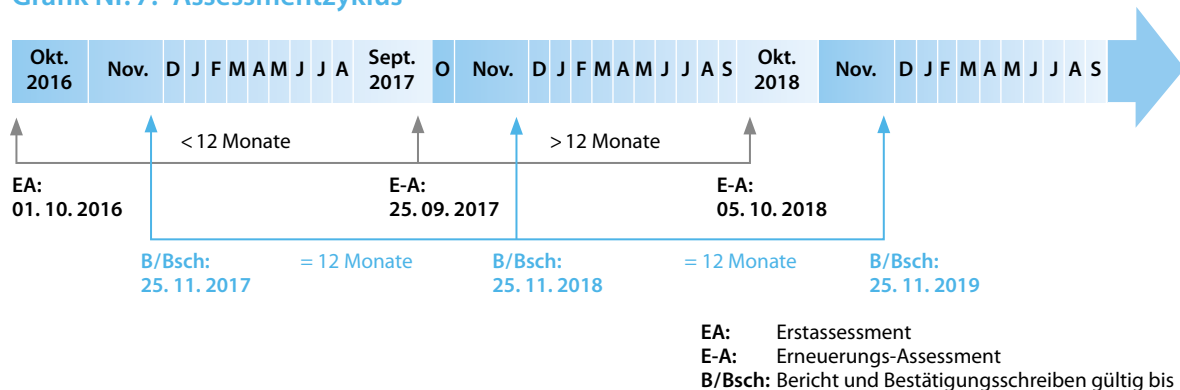 Grafik Nr. 7: Assessmentzyklus
Okt. 2016 Nov. D J F M A M J J A Sept. 2017 O Nov. D J F M A M J J A S Okt. 2018 Nov. D J F M A M J J A S
< 12 Monate > 12 Monate
EA: E-A: E-A:
01. 10. 2016 25. 09. 2017 05. 10. 2018
B/Bsch: = 12 Monate B/Bsch: = 12 Monate B/Bsch:
25. 11. 2017 25. 11. 2018 25. 11. 2019
EA: Erstassessment
E-A: Erneuerungs-Assessment
B/Bsch: Bericht und Bestätigungsschreiben gültig bis